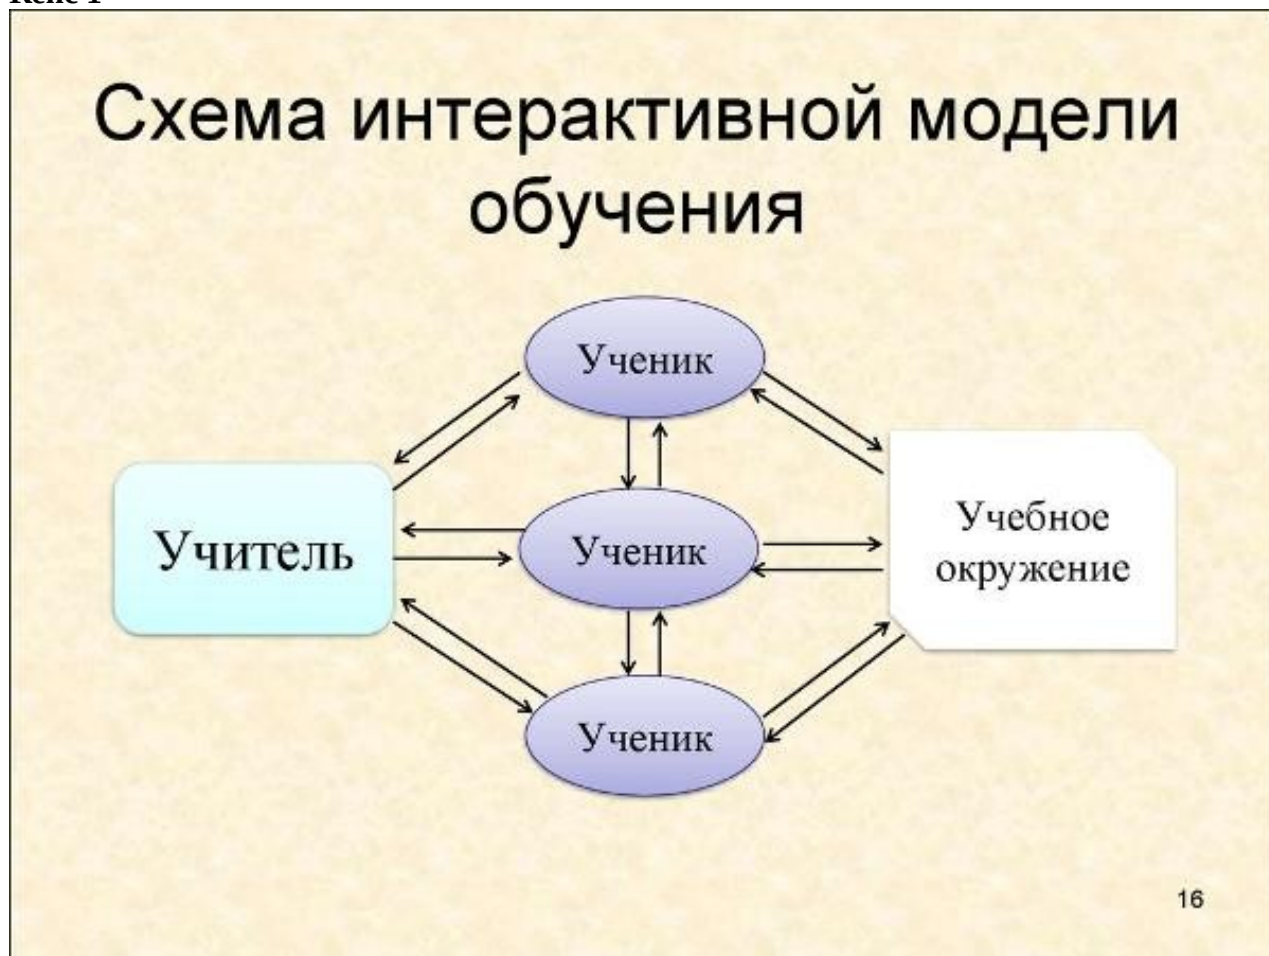 Схема интерактивной модели
обучения
Ученик
Учитель
Ученик
Учебное
окружение
Ученик
16